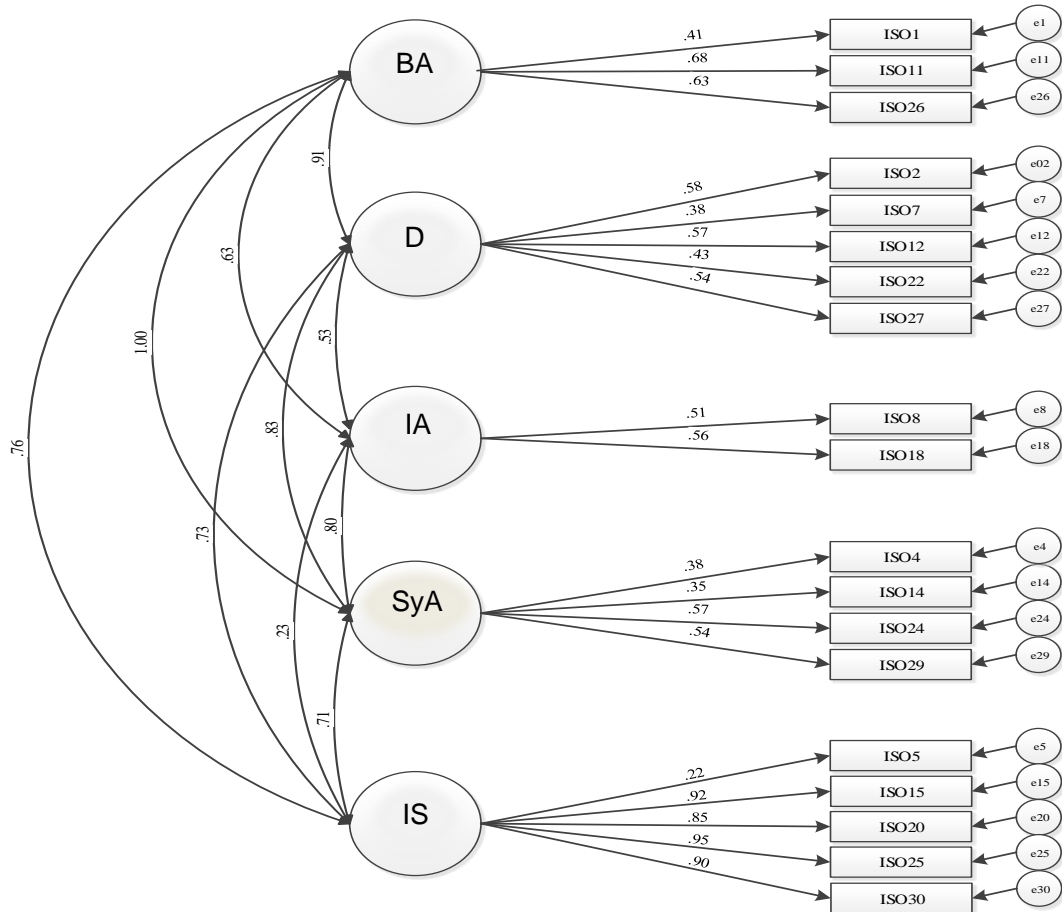 BA
.41
.68
.63
ISO1
ISO11
ISO26
e1
e11
e26
.91
D
.58
.38
.57
.43
.54
ISO2
ISO7
ISO12
ISO22
ISO27
e02
e7
e12
e22
e27
.63
.53
1.00
.83
.76
IA
.51
.56
ISO8
ISO18
e8
e18
.73
.80
SyA
.38
.35
.57
.54
ISO4
ISO14
ISO24
ISO29
e4
e14
e24
e29
.23
.71
IS
.22
.92
.85
.95
.90
ISO5
ISO15
ISO20
ISO25
ISO30
e5
e15
e20
e25
e30